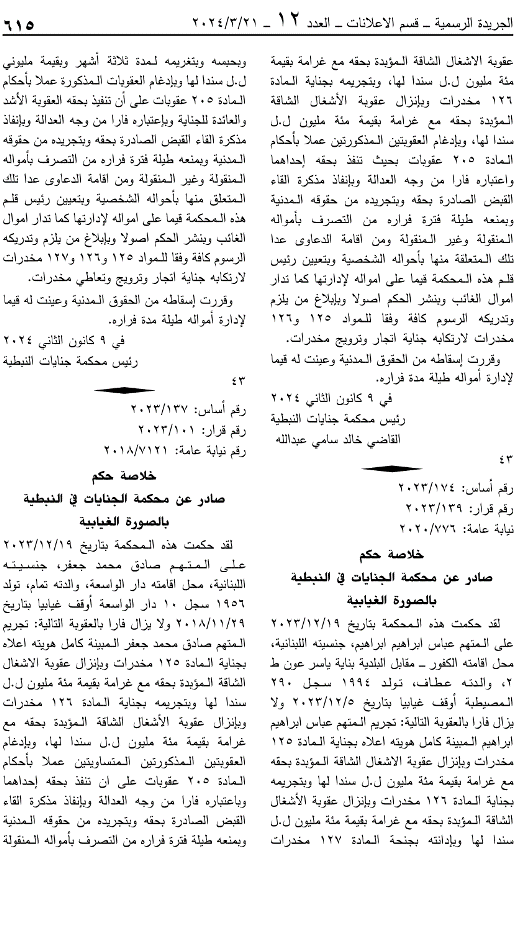 الجريدة الرسمية ــ قسم الاعلانات ــ العدد ١٢ ــ ٢٠٢٤/٣/٢١
٦١٥
عقوبة الاشغال الشاقة المؤبدة بحقه مع غرامة بقيمة
مئة مليون ل.ل سندا لها، وبتجريمه بجناية المادة
١٢٦ مخدرات وبإنزال عقوبة الأشغال الشاقة
المؤبدة بحقه مع غرامة بقيمة مئة مليون ل.ل
سندا لها، وبإدغام العقوبتين المذكورتين عملا بأحكام
المادة ٢٠٥ عقوبات بحيث تنفذ بحقه إحداهما
واعتباره فارا من وجه العدالة وبإنفاذ مذكرة القاء
القبض الصادرة بحقه وبتجريده من حقوقه المدنية
وبمنعه طيلة فترة فراره من التصرف بأمواله
المنقولة وغير المنقولة ومن اقامة الدعاوى عدا
تلك المتعلقة منها بأحواله الشخصية وبتعيين رئيس
قلم هذه المحكمة قيما على امواله لإدارتها كما تدار
اموال الغائب وبنشر الحكم اصولا وبإبلاغ من يلزم
وتدريكه الرسوم كافة وفقا للمواد ١٢٥ و١٢٦
مخدرات لارتكابه جناية اتجار وترويج مخدرات.
وقررت إسقاطه من الحقوق المدنية وعينت له قيما
لإدارة أمواله طيلة مدة فراره.
في ٩ كانون الثاني ٢٠٢٤
رئيس محكمة جنايات النبطية
القاضي خالد سامي عبدالله
٤٣
رقم أساس: ٢٠٢٣/١٧٤
رقم قرار: ٢٠٢٣/١٣٩
نيابة عامة: ٢٠٢٠/٧٧٦
خلاصة حكم
صادر عن محكمة الجنايات في النبطية
بالصورة الغيابية
لقد حكمت هذه المحكمة بتاريخ ٢٠٢٣/١٢/١٩
على المتهم عباس ابراهيم ابراهيم، جنسيته اللبنانية،
محل اقامته الكفور ــ مقابل البلدية بناية ياسر عون ط
٢، والدته عطاف، تولد ١٩٩٤ سجل ٢٩٠
المصيطبة أوقف غيابيا بتاريخ ٢٠٢٣/١٢/٥ ولا
يزال فارا بالعقوبة التالية: تجريم المتهم عباس ابراهيم
ابراهيم المبينة كامل هويته اعلاه بجناية المادة ١٢٥
مخدرات وبإنزال عقوبة الاشغال الشاقة المؤبدة بحقه
مع غرامة بقيمة مئة مليون ل.ل سندا لها وبتجريمه
بجناية المادة ١٢٦ مخدرات وبإنزال عقوبة الأشغال
الشاقة المؤبدة بحقه مع غرامة بقيمة مئة مليون ل.ل
سندا لها وبإدانته بجنحة المادة ١٢٧ مخدرات
وبحبسه وبتغريمه لمدة ثلاثة أشهر وبقيمة مليوني
ل.ل سندا لها وبإدغام العقوبات المذكورة عملا بأحكام
المادة ٢٠٥ عقوبات على أن تنفيذ بحقه العقوبة الأشد
والعائدة للجناية وبإعتباره فارا من وجه العدالة وبإنفاذ
مذكرة القاء القبض الصادرة بحقه وبتجريده من حقوقه
المدنية وبمنعه طيلة فترة فراره من التصرف بأمواله
المنقولة وغير المنقولة ومن اقامة الدعاوى عدا تلك
المتعلق منها بأحواله الشخصية وبتعيين رئيس قلم
هذه المحكمة قيما على امواله لإدارتها كما تدار اموال
الغائب وبنشر الحكم اصولا وبإبلاغ من يلزم وتدريكه
الرسوم كافة وفقا للمواد ١٢٥ و١٢٦ و١٢٧ مخدرات
لارتكابه جناية اتجار وترويج وتعاطي مخدرات.
وقررت إسقاطه من الحقوق المدنية وعينت له قيما
لإدارة أمواله طيلة مدة فراره.
في ٩ كانون الثاني ٢٠٢٤
رئيس محكمة جنايات النبطية
٤٣
رقم أساس: ٢٠٢٣/١٣٧
رقم قرار: ٢٠٢٣/١٠١
رقم نيابة عامة: ٢٠١٨/٧١٢١
خلاصة حكم
صادر عن محكمة الجنايات في النبطية
بالصورة الغيابية
لقد حكمت هذه المحكمة بتاريخ ٢٠٢٣/١٢/١٩
على المتهم صادق محمد جعفر، جنسيته
اللبنانية، محل اقامته دار الواسعة، والدته تمام، تولد
١٩٥٦ سجل ١٠ دار الواسعة أوقف غيابيا بتاريخ
٢٠١٨/١١/٢٩ ولا يزال فارا بالعقوبة التالية: تجريم
المتهم صادق محمد جعفر المبينة كامل هويته اعلاه
بجناية المادة ١٢٥ مخدرات وبإنزال عقوبة الاشغال
الشاقة المؤبدة بحقه مع غرامة بقيمة مئة مليون ل.ل
سندا لها وبتجريمه بجناية المادة ١٢٦ مخدرات
وبإنزال عقوبة الأشغال الشاقة المؤبدة بحقه مع
غرامة بقيمة مئة مليون ل.ل سندا لها، وبإدغام
العقوبتين المذكورتين المتساويتين عملا بأحكام
المادة ٢٠٥ عقوبات على ان تنفذ بحقه إحداهما
وباعتباره فارا من وجه العدالة وبإنفاذ مذكرة القاء
القبض الصادرة بحقه وبتجريده من حقوقه المدنية
وبمنعه طيلة فترة فراره من التصرف بأمواله المنقولة